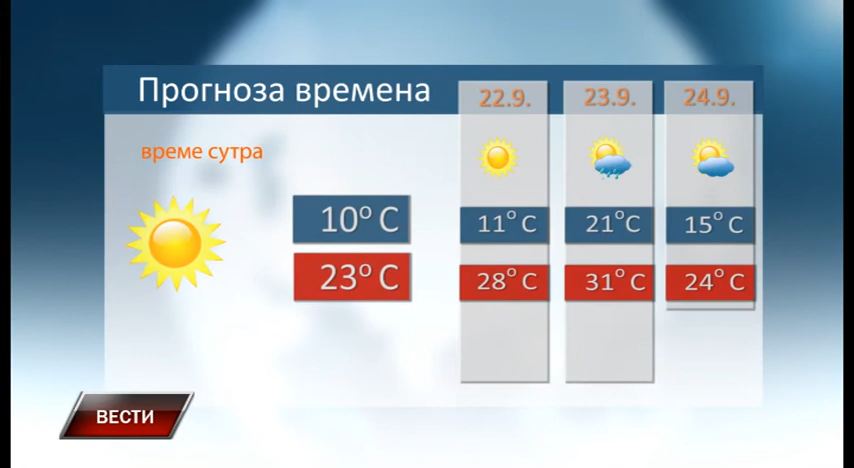 Прогноза времена
време сутра
10° C
23° C
22.9.
11° C
28° C
23.9.
21°C
31° C
24.9.
15° C
24° C
ВЕСТИ